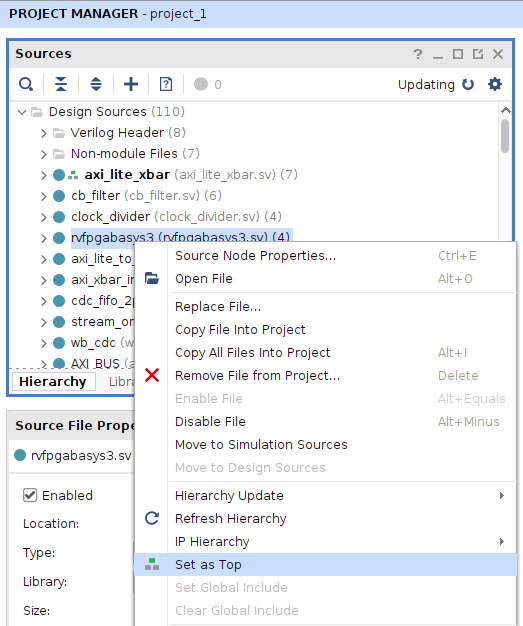 PROJECT MANAGER - project_1
Sources
? _
0 Updating
Design Sources (110)
Verilog Header (8)
Non-module Files (7)
axi_lite_xbar (axi_lite_xbar.sv) (7)
cb_filter (cb_filter.sv) (6)
clock_divider (clock_divider.sv) (4)
rvfpgabasys3 (rvfpgabasys3.sv) (4)
axi_lite_to_
axi_xbar_in
cdc_fifo_2p
stream_om
wb_cdc (w
AXI_BUS (a
Hierarchy Libra
Source File Prope
rvfpgabasys3.sv
Enabled
Location:
Type:
Library:
Size:
Source Node Properties... Ctrl+E
Open File Alt+O
Replace File...
Copy File Into Project
Copy All Files Into Project Alt+I
Remove File from Project... Delete
Enable File Alt+Equals
Disable File Alt+Minus
Move to Simulation Sources
Move to Design Sources
Hierarchy Update
Refresh Hierarchy
IP Hierarchy
Set as Top
Set Global Include
Clear Global Include